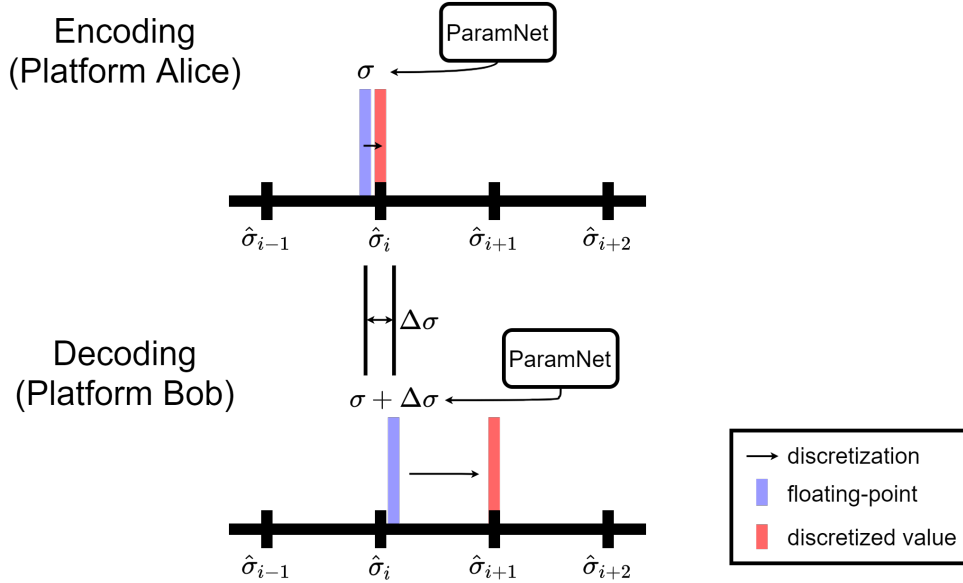 Encoding
(Platform Alice)
ParamNet
σ
σ̂ᵢ₋₁ σ̂ᵢ σ̂ᵢ₊₁ σ̂ᵢ₊₂
Δσ
Decoding
(Platform Bob)
ParamNet
σ + Δσ
σ̂ᵢ₋₁ σ̂ᵢ σ̂ᵢ₊₁ σ̂ᵢ₊₂
discretization
floating-point
discretized value